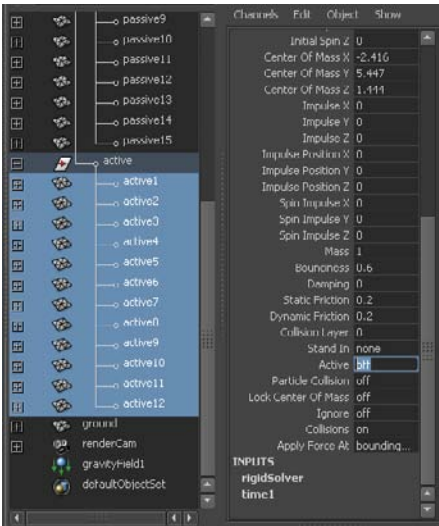 passive9
passive10
passive11
passive12
passive13
passive14
passive15
active
active1
active2
active3
active4
active5
active6
active7
active8
active9
active10
active11
active12
ground
renderCam
gravityField1
defaultObjectSet
Channels Edit Object Show
Initial Spin Z 0
Center Of Mass X -2.416
Center Of Mass Y 5.447
Center Of Mass Z 1.444
Impulse X 0
Impulse Y 0
Impulse Z 0
Impulse Position X 0
Impulse Position Y 0
Impulse Position Z 0
Spin Impulse X 0
Spin Impulse Y 0
Spin Impulse Z 0
Mass 1
Bounciness 0.6
Damping 0
Static Friction 0.2
Dynamic Friction 0.2
Collision Layer 0
Stand In none
Active off
Particle Collision off
Lock Center Of Mass off
Ignore off
Collisions on
Apply Force At bounding...
INPUTS
rigidSolver
time1